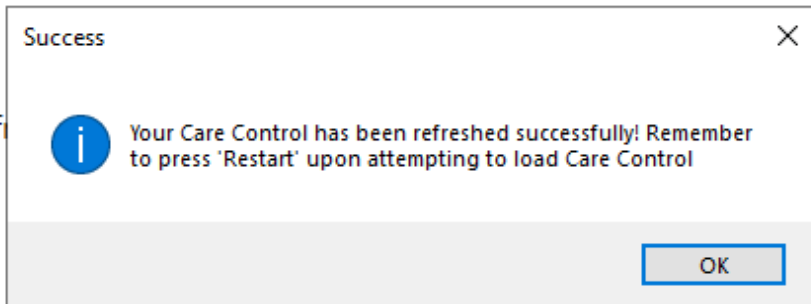 Success
Your Care Control has been refreshed successfully! Remember
to press 'Restart' upon attempting to load Care Control
OK